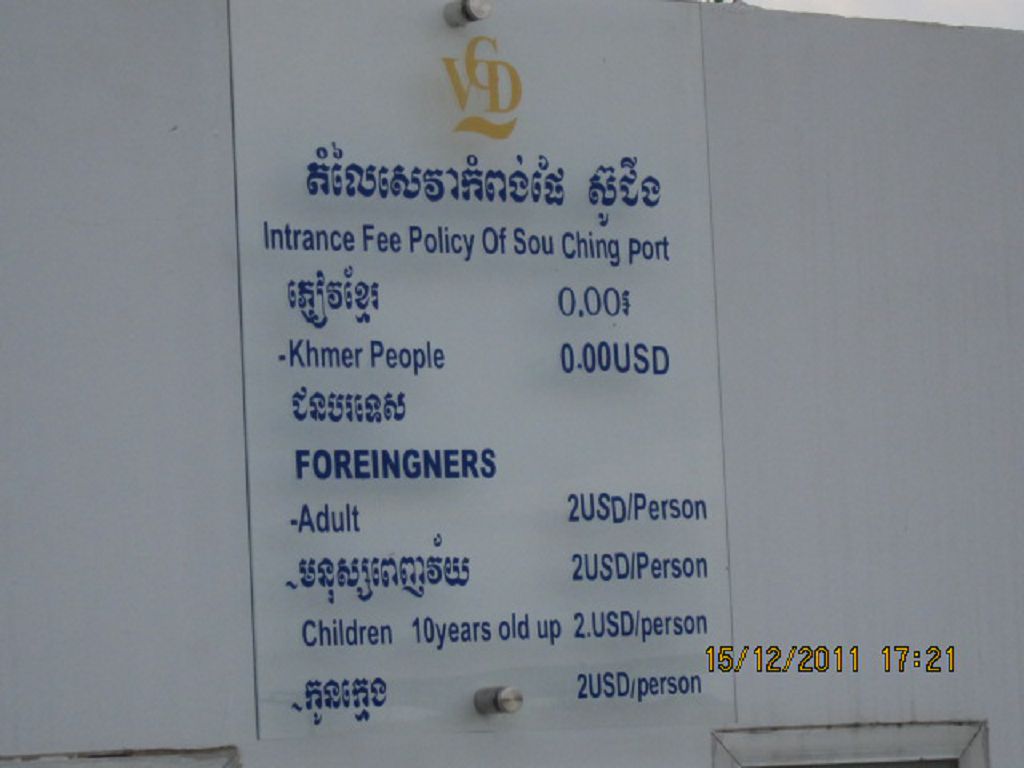 VCD
តំលៃសេវាកំពង់ផែ ស៊ូជីង
Intrance Fee Policy Of Sou Ching port
ភ្ញៀវខ្មែរ 0.00៛
-Khmer People 0.00USD
ជនបរទេស
FOREINGNERS
-Adult 2USD/Person
-មនុស្សពេញវ័យ 2USD/Person
Children 10years old up 2.USD/person
-កូនក្មេង 2USD/person
15/12/2011 17:21